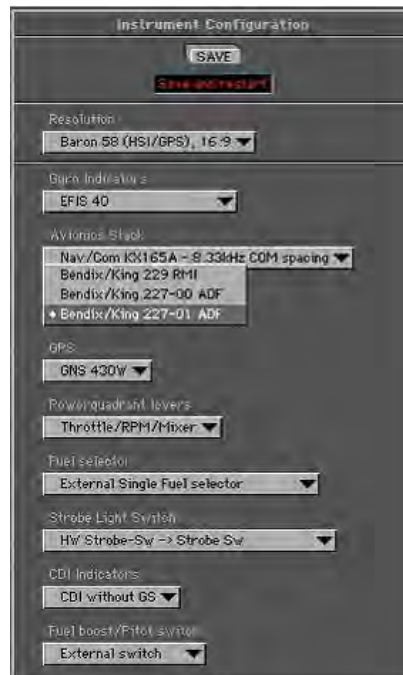 Instrument Configuration
SAVE
Save and restart
Resolution
Baron 58 (HSI/GPS), 16:9
Gyro Indicators
EFIS 40
Avionics Stack
Nav/Com KX165A - 8.33kHz COM spacing
Bendix/King 229 RMI
Bendix/King 227-00 ADF
Bendix/King 227-01 ADF
GPS
GNS 430W
Powerquadrant levers
Throttle/RPM/Mixer
Fuel selector
External Single Fuel selector
Strobe Light Switch
HW Strobe-Sw -> Strobe Sw
CDI Indicators
CDI without GS
Fuel boost/Pitot switch
External switch